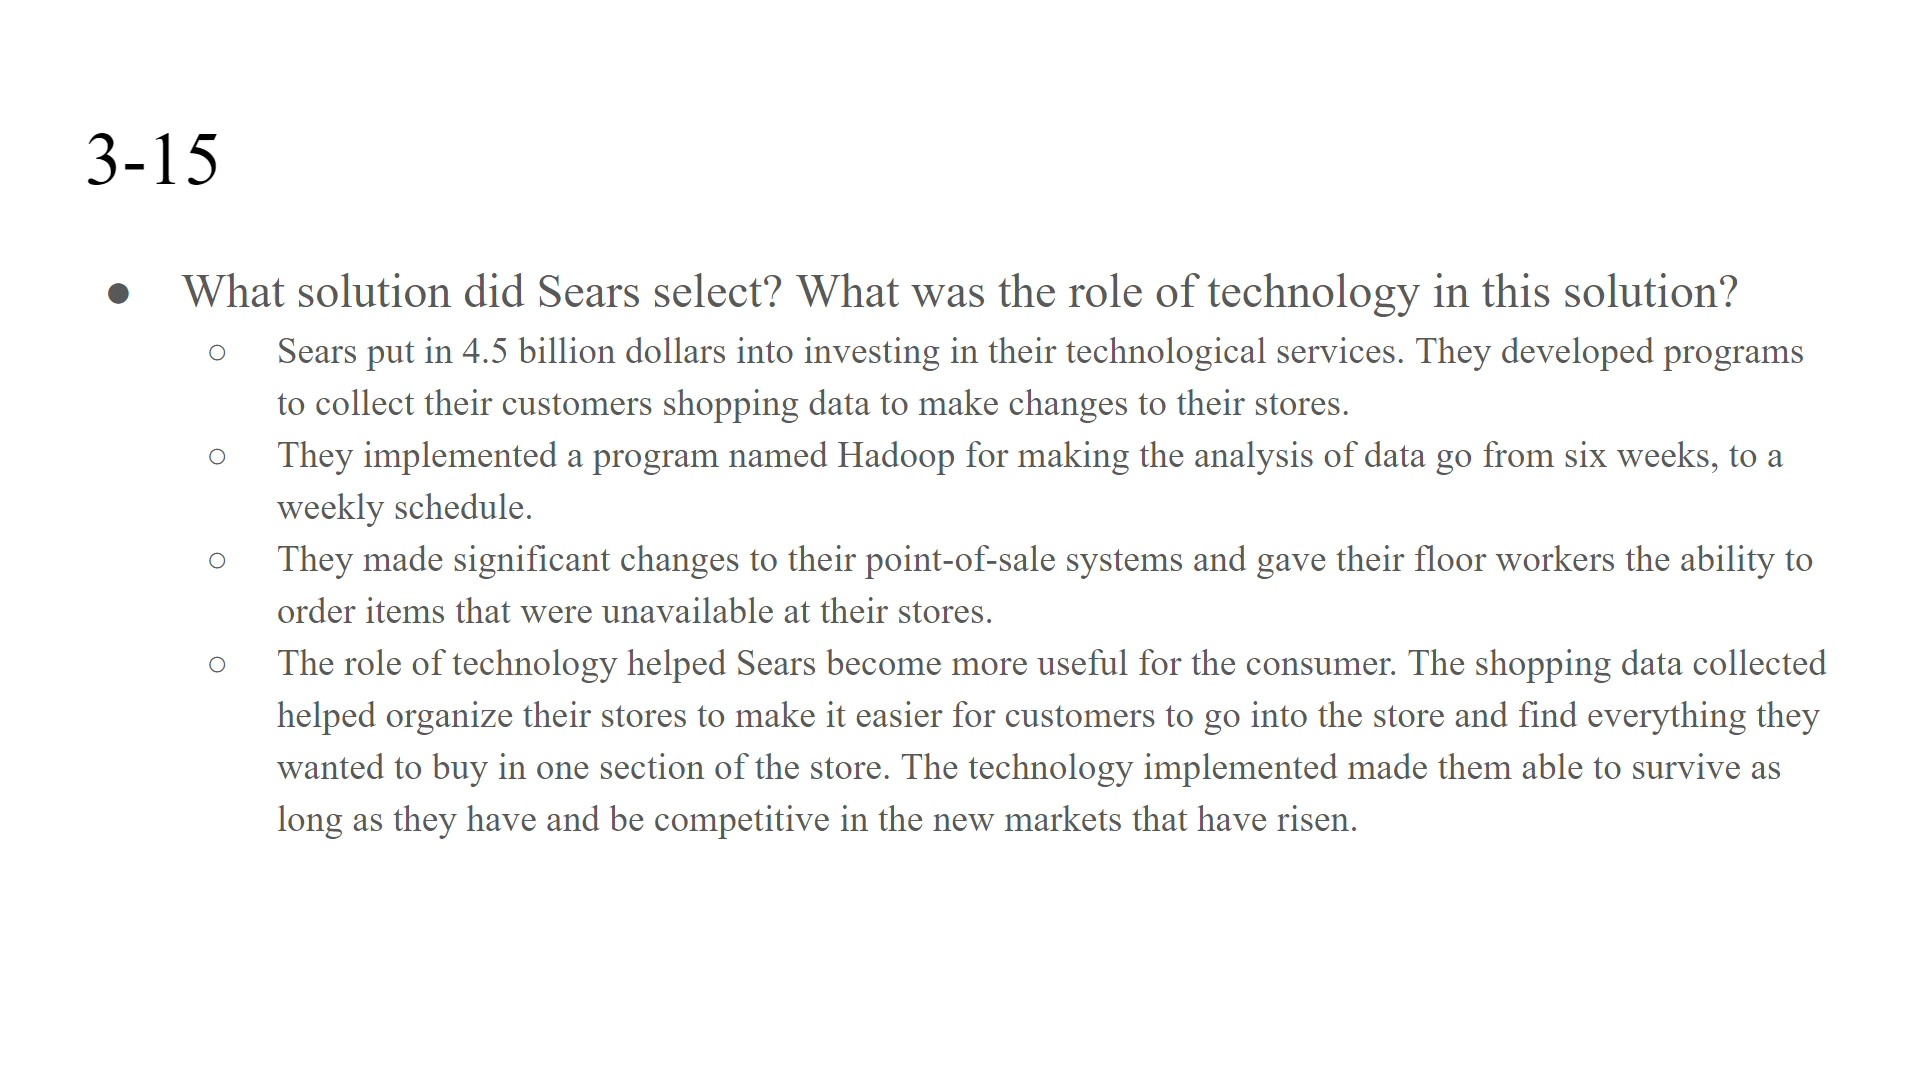 3-15
● What solution did Sears select? What was the role of technology in this solution?
○ Sears put in 4.5 billion dollars into investing in their technological services. They developed programs
to collect their customers shopping data to make changes to their stores.
○ They implemented a program named Hadoop for making the analysis of data go from six weeks, to a
weekly schedule.
○ They made significant changes to their point-of-sale systems and gave their floor workers the ability to
order items that were unavailable at their stores.
○ The role of technology helped Sears become more useful for the consumer. The shopping data collected
helped organize their stores to make it easier for customers to go into the store and find everything they
wanted to buy in one section of the store. The technology implemented made them able to survive as
long as they have and be competitive in the new markets that have risen.